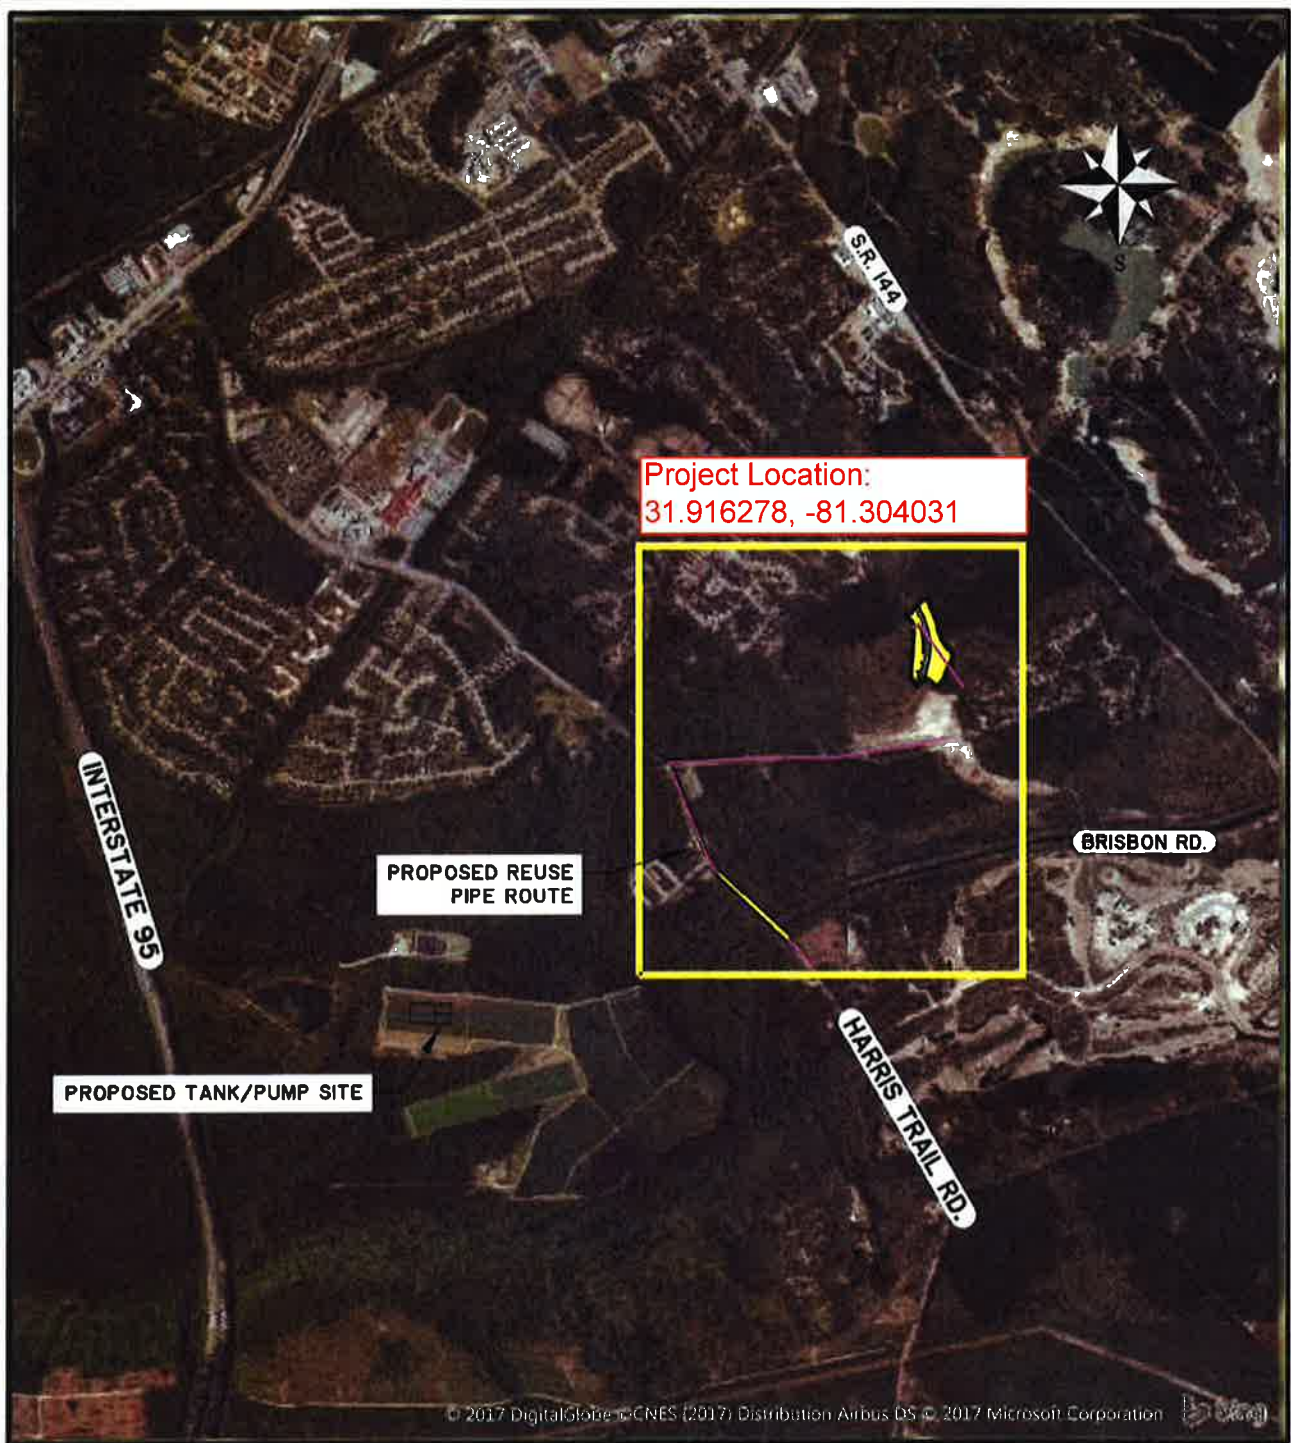 S.R. 144
S
Project Location:
31.916278, -81.304031
INTERSTATE 95
BRISBON RD.
PROPOSED REUSE
PIPE ROUTE
HARRIS TRAIL RD.
PROPOSED TANK/PUMP SITE
© 2017 DigitalGlobe ©CNES (2017) Distribution Airbus DS © 2017 Microsoft Corporation